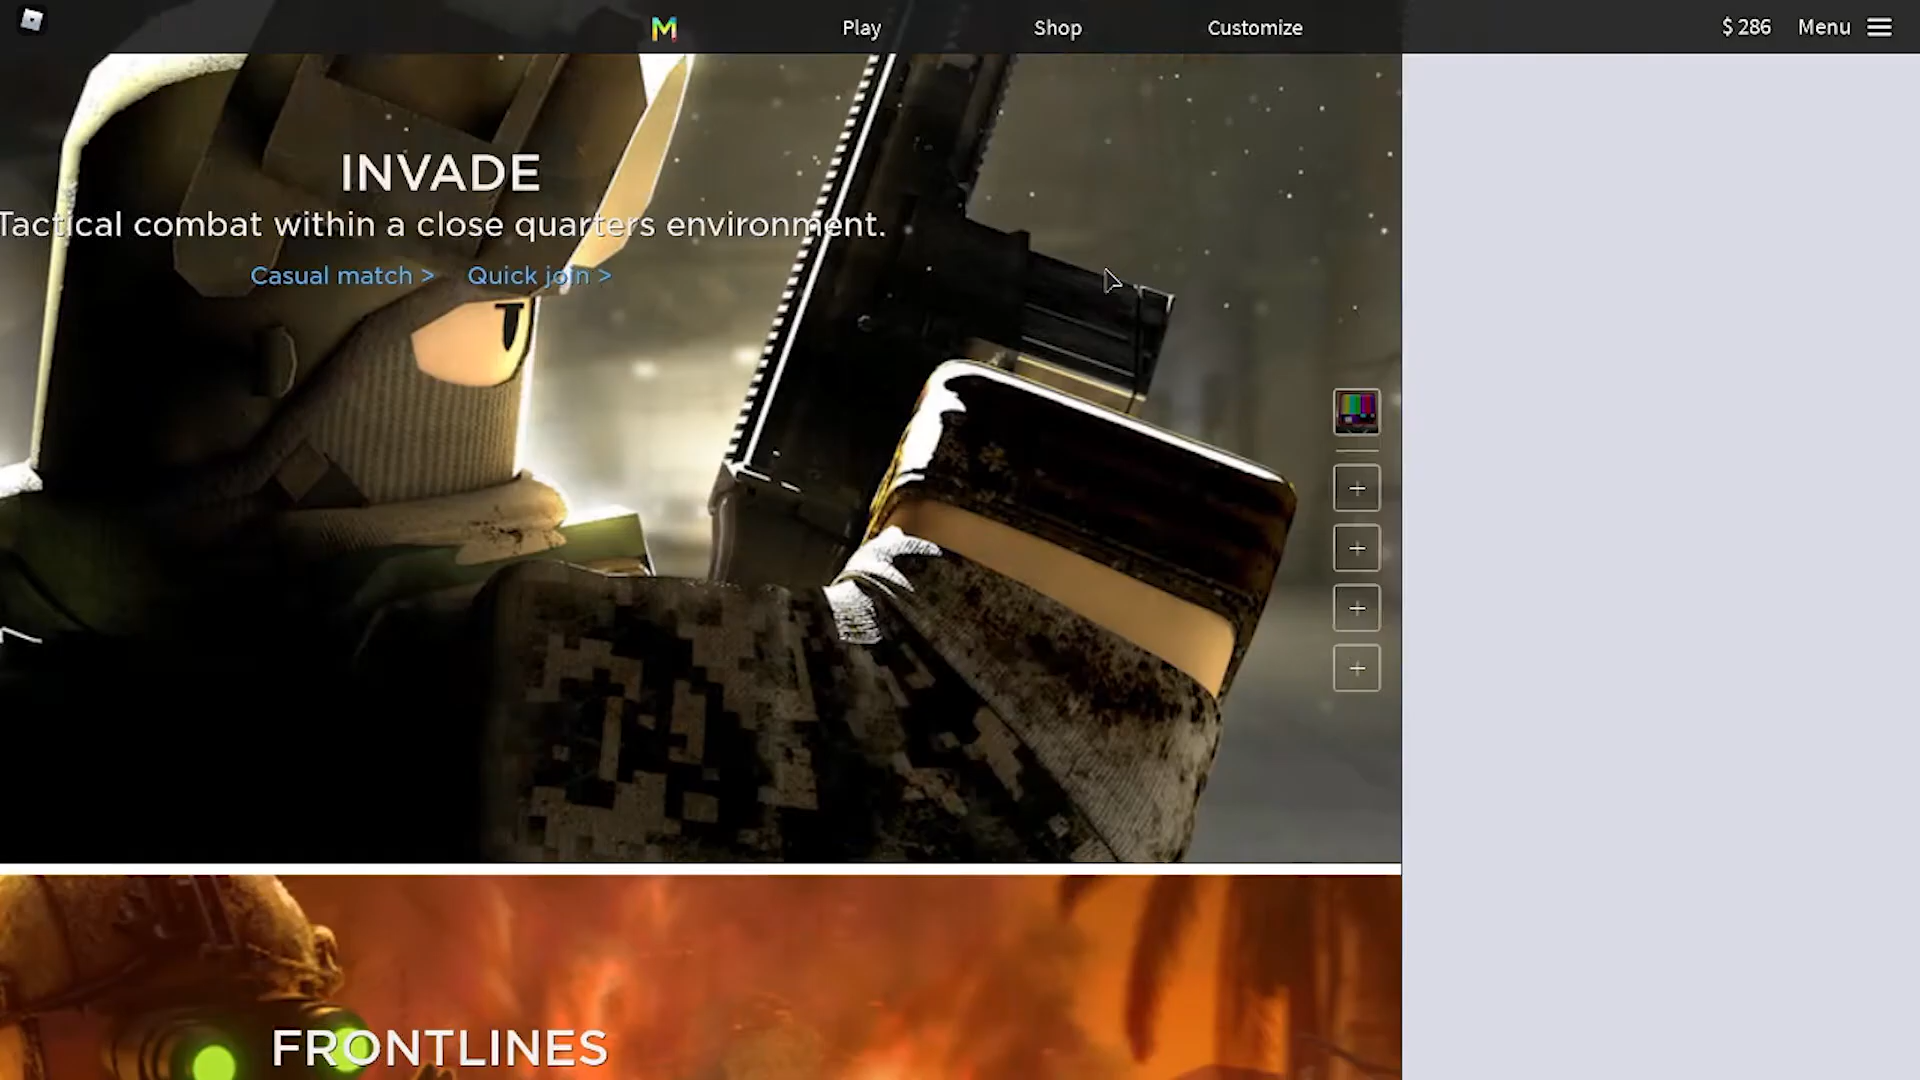 M
Play
Shop
Customize
$ 286
Menu
INVADE
Tactical combat within a close quarters environment.
Casual match >
Quick join >
FRONTLINES